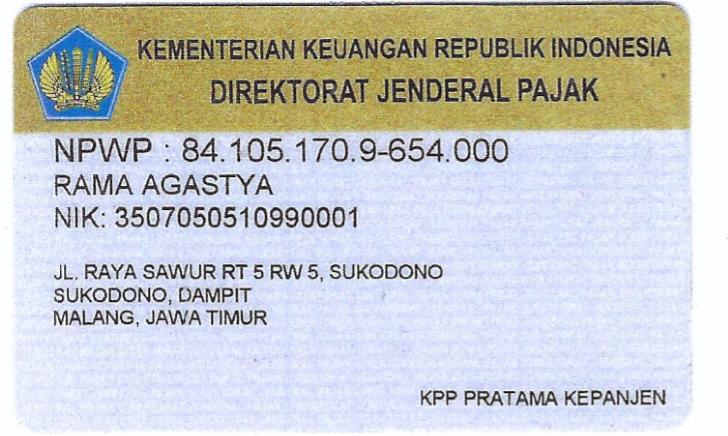 KEMENTERIAN KEUANGAN REPUBLIK INDONESIA
DIREKTORAT JENDERAL PAJAK
NPWP : 84.105.170.9-654.000
RAMA AGASTYA
NIK: 3507050510990001
JL. RAYA SAWUR RT 5 RW 5, SUKODONO
SUKODONO, DAMPIT
MALANG, JAWA TIMUR
KPP PRATAMA KEPANJEN